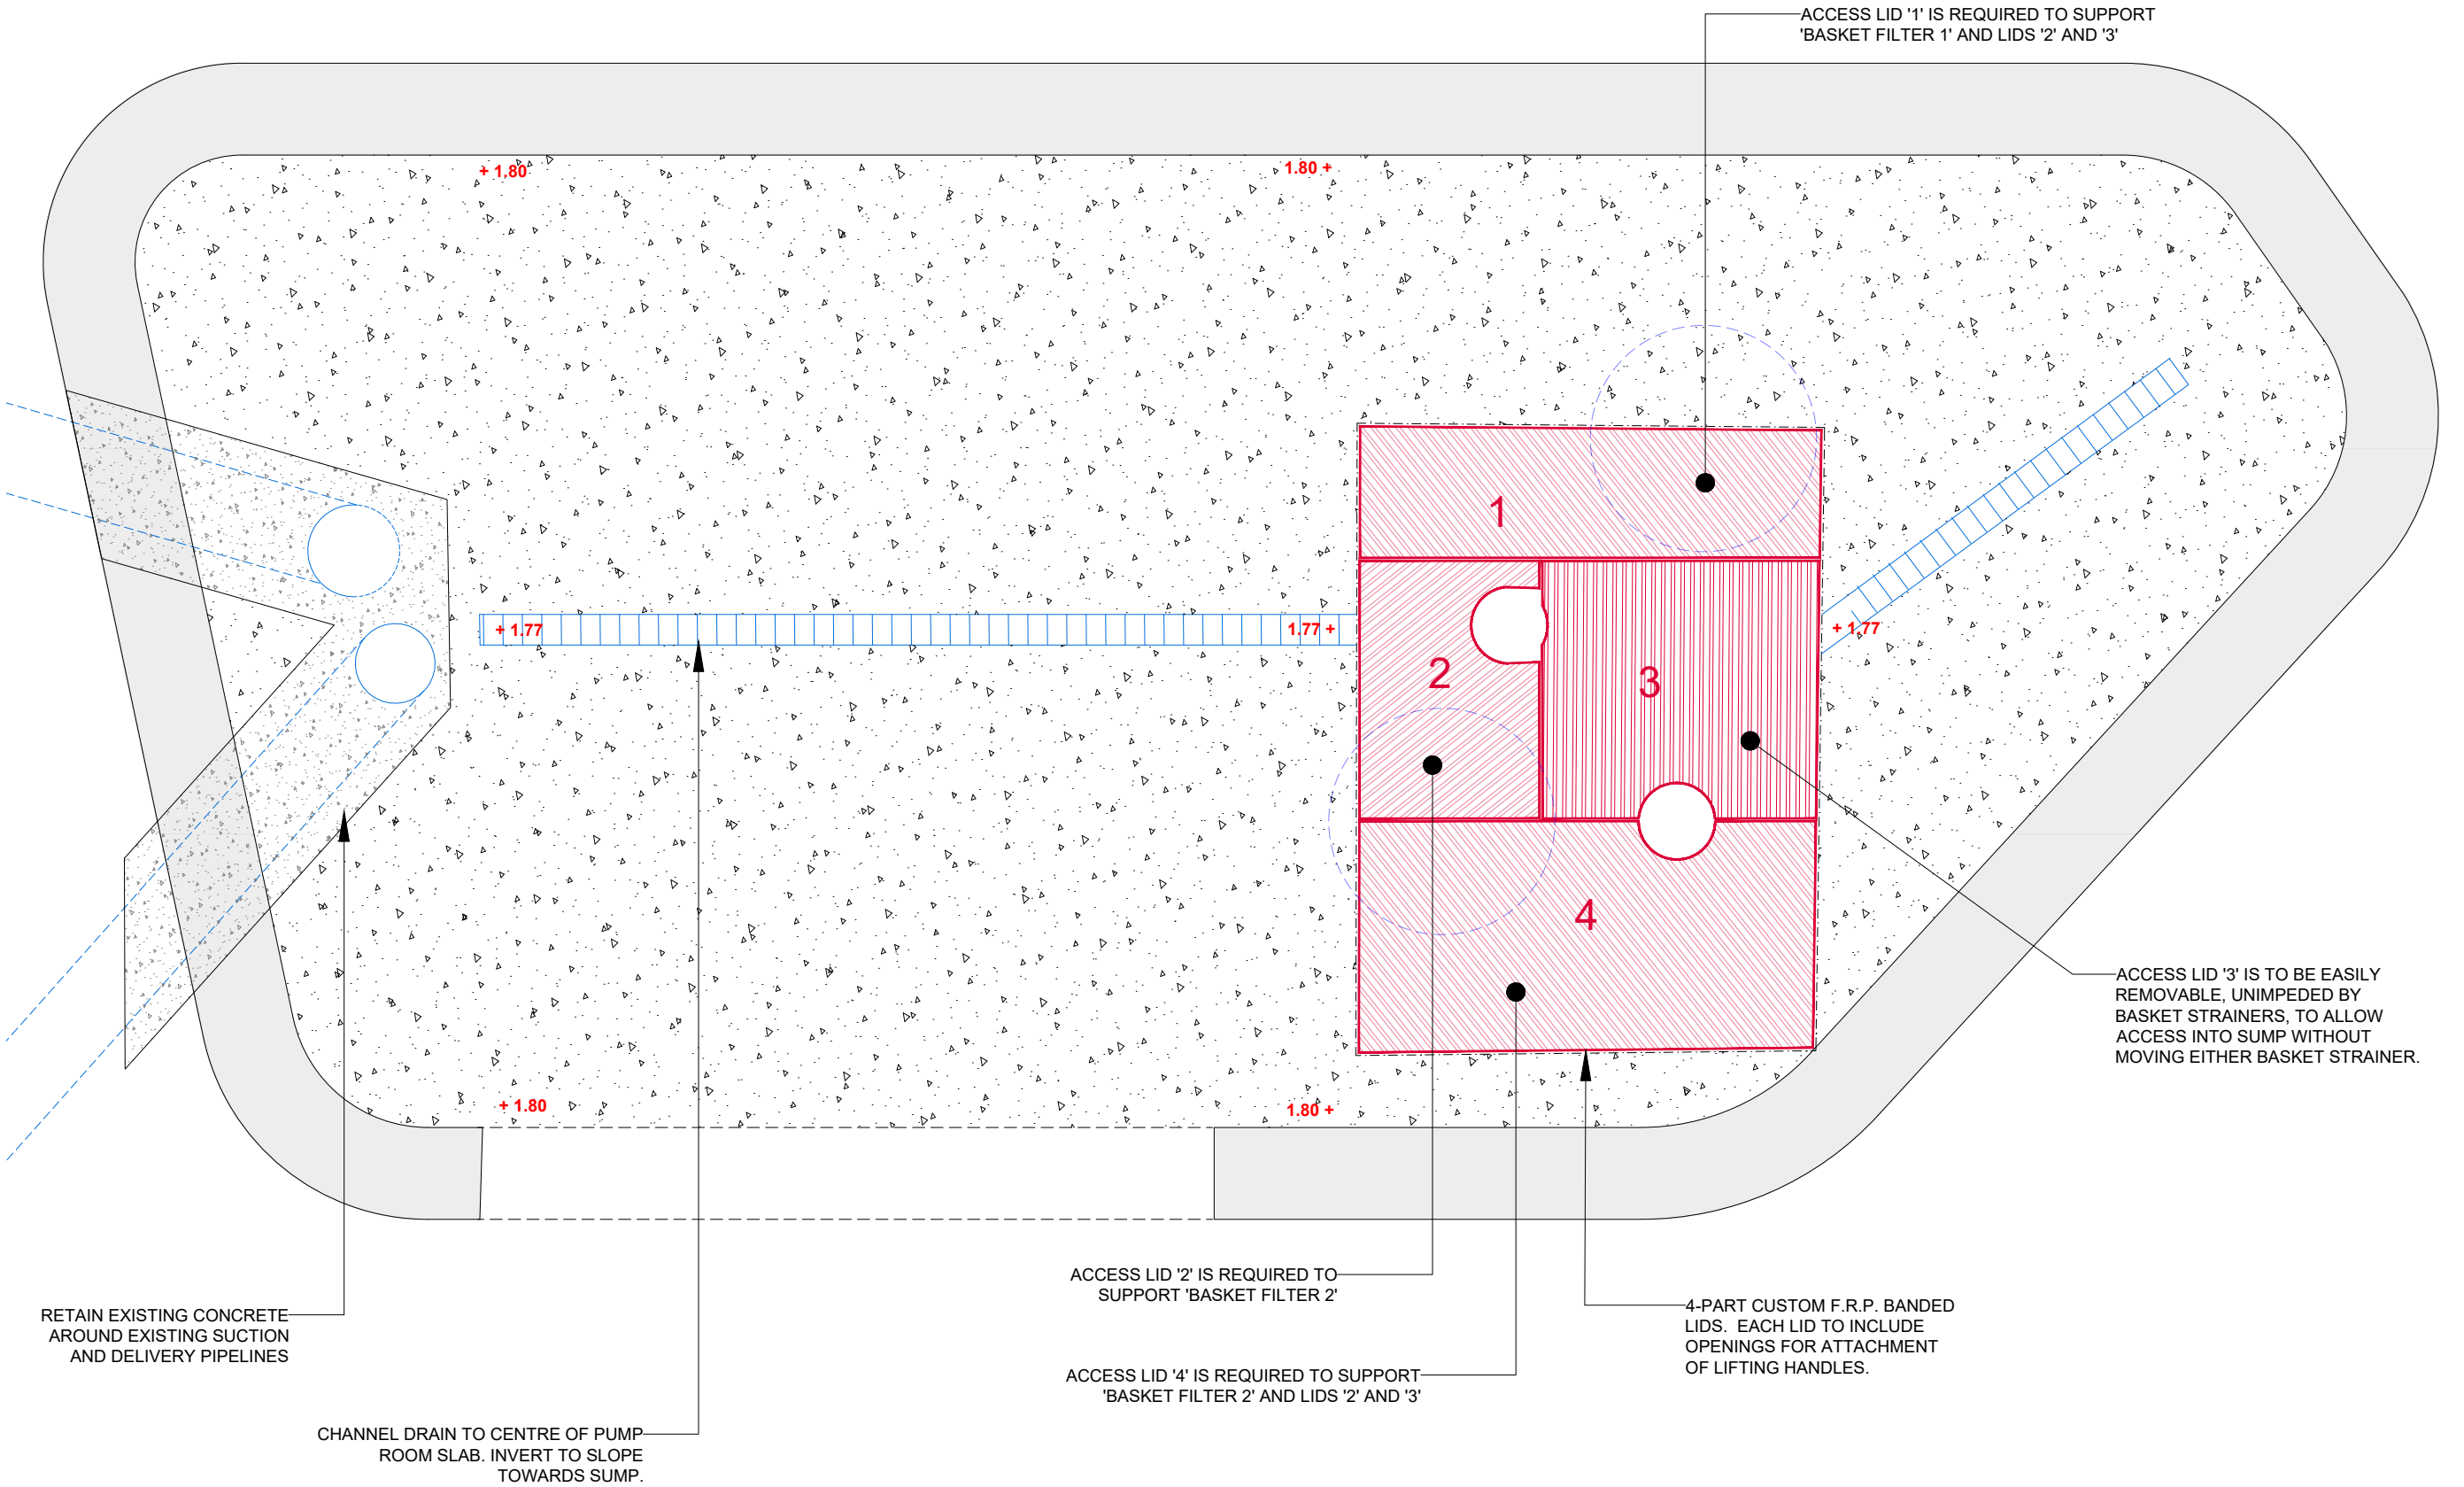 ACCESS LID '1' IS REQUIRED TO SUPPORT
'BASKET FILTER 1' AND LIDS '2' AND '3'
+ 1.80
1.80 +
1
+ 1.77
1.77 +
+ 1.77
2
3
4
ACCESS LID '3' IS TO BE EASILY
REMOVABLE, UNIMPEDED BY
BASKET STRAINERS, TO ALLOW
ACCESS INTO SUMP WITHOUT
MOVING EITHER BASKET STRAINER.
+ 1.80
1.80 +
ACCESS LID '2' IS REQUIRED TO
SUPPORT 'BASKET FILTER 2'
RETAIN EXISTING CONCRETE
AROUND EXISTING SUCTION
AND DELIVERY PIPELINES
4-PART CUSTOM F.R.P. BANDED
LIDS. EACH LID TO INCLUDE
OPENINGS FOR ATTACHMENT
OF LIFTING HANDLES.
ACCESS LID '4' IS REQUIRED TO SUPPORT
'BASKET FILTER 2' AND LIDS '2' AND '3'
CHANNEL DRAIN TO CENTRE OF PUMP
ROOM SLAB. INVERT TO SLOPE
TOWARDS SUMP.